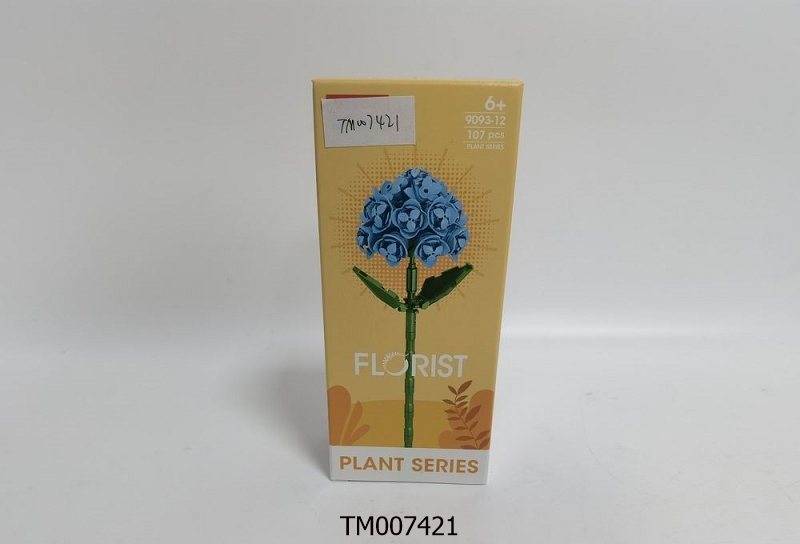 TM007421
6+
9093-12
107 pcs
PLANT SERIES
FLORIST
PLANT SERIES
TM007421